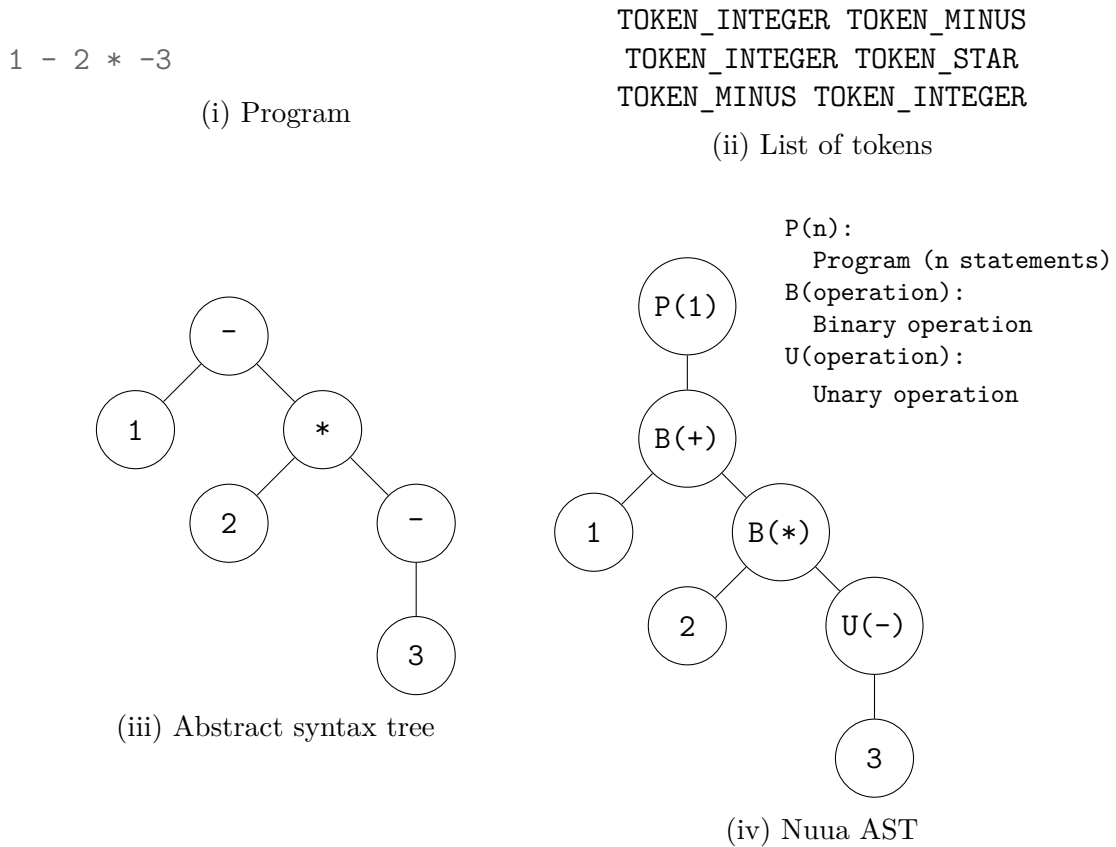 1 - 2 * -3
(i) Program
TOKEN_INTEGER TOKEN_MINUS
TOKEN_INTEGER TOKEN_STAR
TOKEN_MINUS TOKEN_INTEGER
(ii) List of tokens
-
1
*
2
-
3
(iii) Abstract syntax tree
P(n):
Program (n statements)
B(operation):
Binary operation
U(operation):
Unary operation
P(1)
B(+)
1
B(*)
2
U(-)
3
(iv) Nuua AST